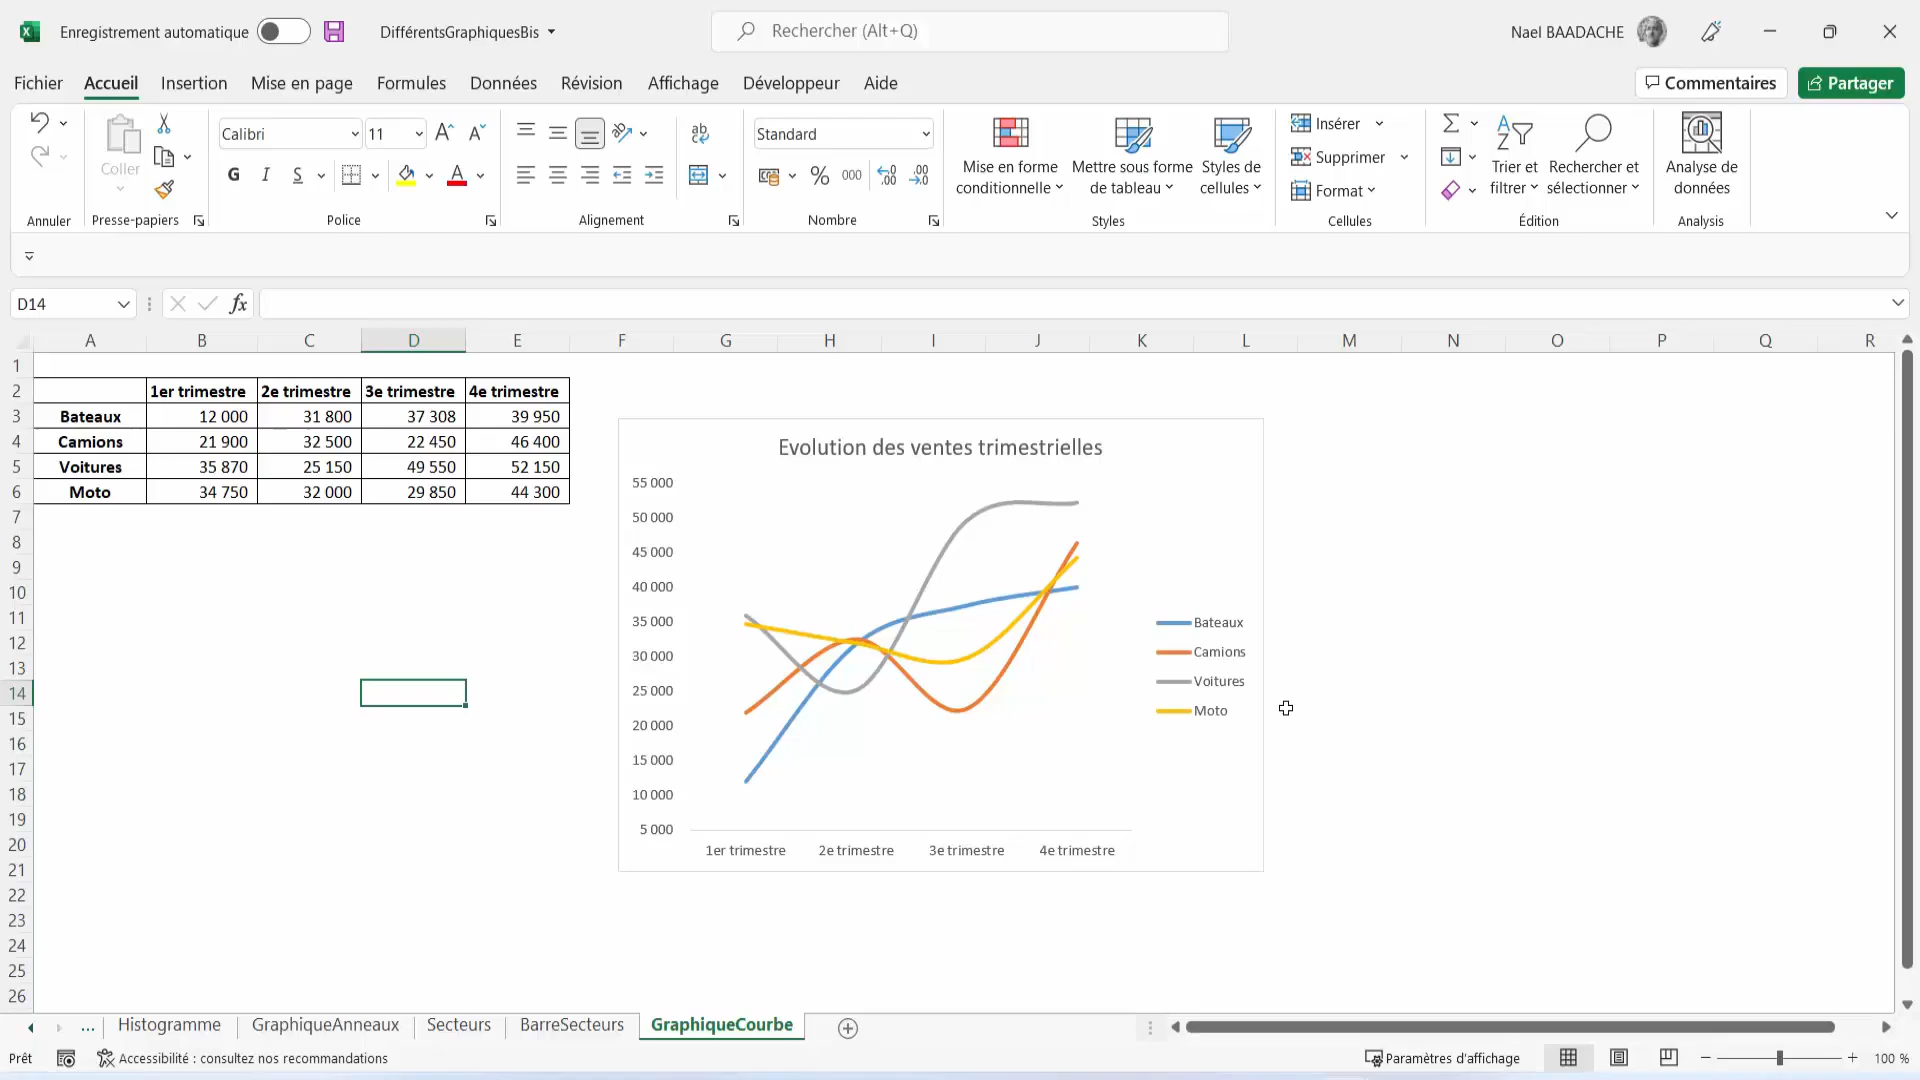 Enregistrement automatique
DifférentsGraphiquesBis
Rechercher (Alt+Q)
Nael BAADACHE
Fichier Accueil Insertion Mise en page Formules Données Révision Affichage Développeur Aide
Commentaires
Partager
Coller
Calibri 11
G I S
A
ab
Standard
% 000
Mise en forme conditionnelle
Mettre sous forme de tableau
Styles de cellules
Insérer
Supprimer
Format
Trier et filtrer
Rechercher et sélectionner
Analyse de données
Annuler
Presse-papiers
Police
Alignement
Nombre
Styles
Cellules
Édition
Analysis
D14
fx
A B C D E F G H I J K L M N O P Q R
1
2 1er trimestre 2e trimestre 3e trimestre 4e trimestre
3 Bateaux 12 000 31 800 37 308 39 950
4 Camions 21 900 32 500 22 450 46 400
5 Voitures 35 870 25 150 49 550 52 150
6 Moto 34 750 32 000 29 850 44 300
7
8
9
10
11
12
13
14
15
16
17
18
19
20
21
22
23
24
25
26
Evolution des ventes trimestrielles
55 000
50 000
45 000
40 000
35 000
30 000
25 000
20 000
15 000
10 000
5 000
1er trimestre 2e trimestre 3e trimestre 4e trimestre
Bateaux
Camions
Voitures
Moto
... Histogramme GraphiqueAnneaux Secteurs BarreSecteurs GraphiqueCourbe
Prêt
Accessibilité : consultez nos recommandations
Paramètres d'affichage
100 %